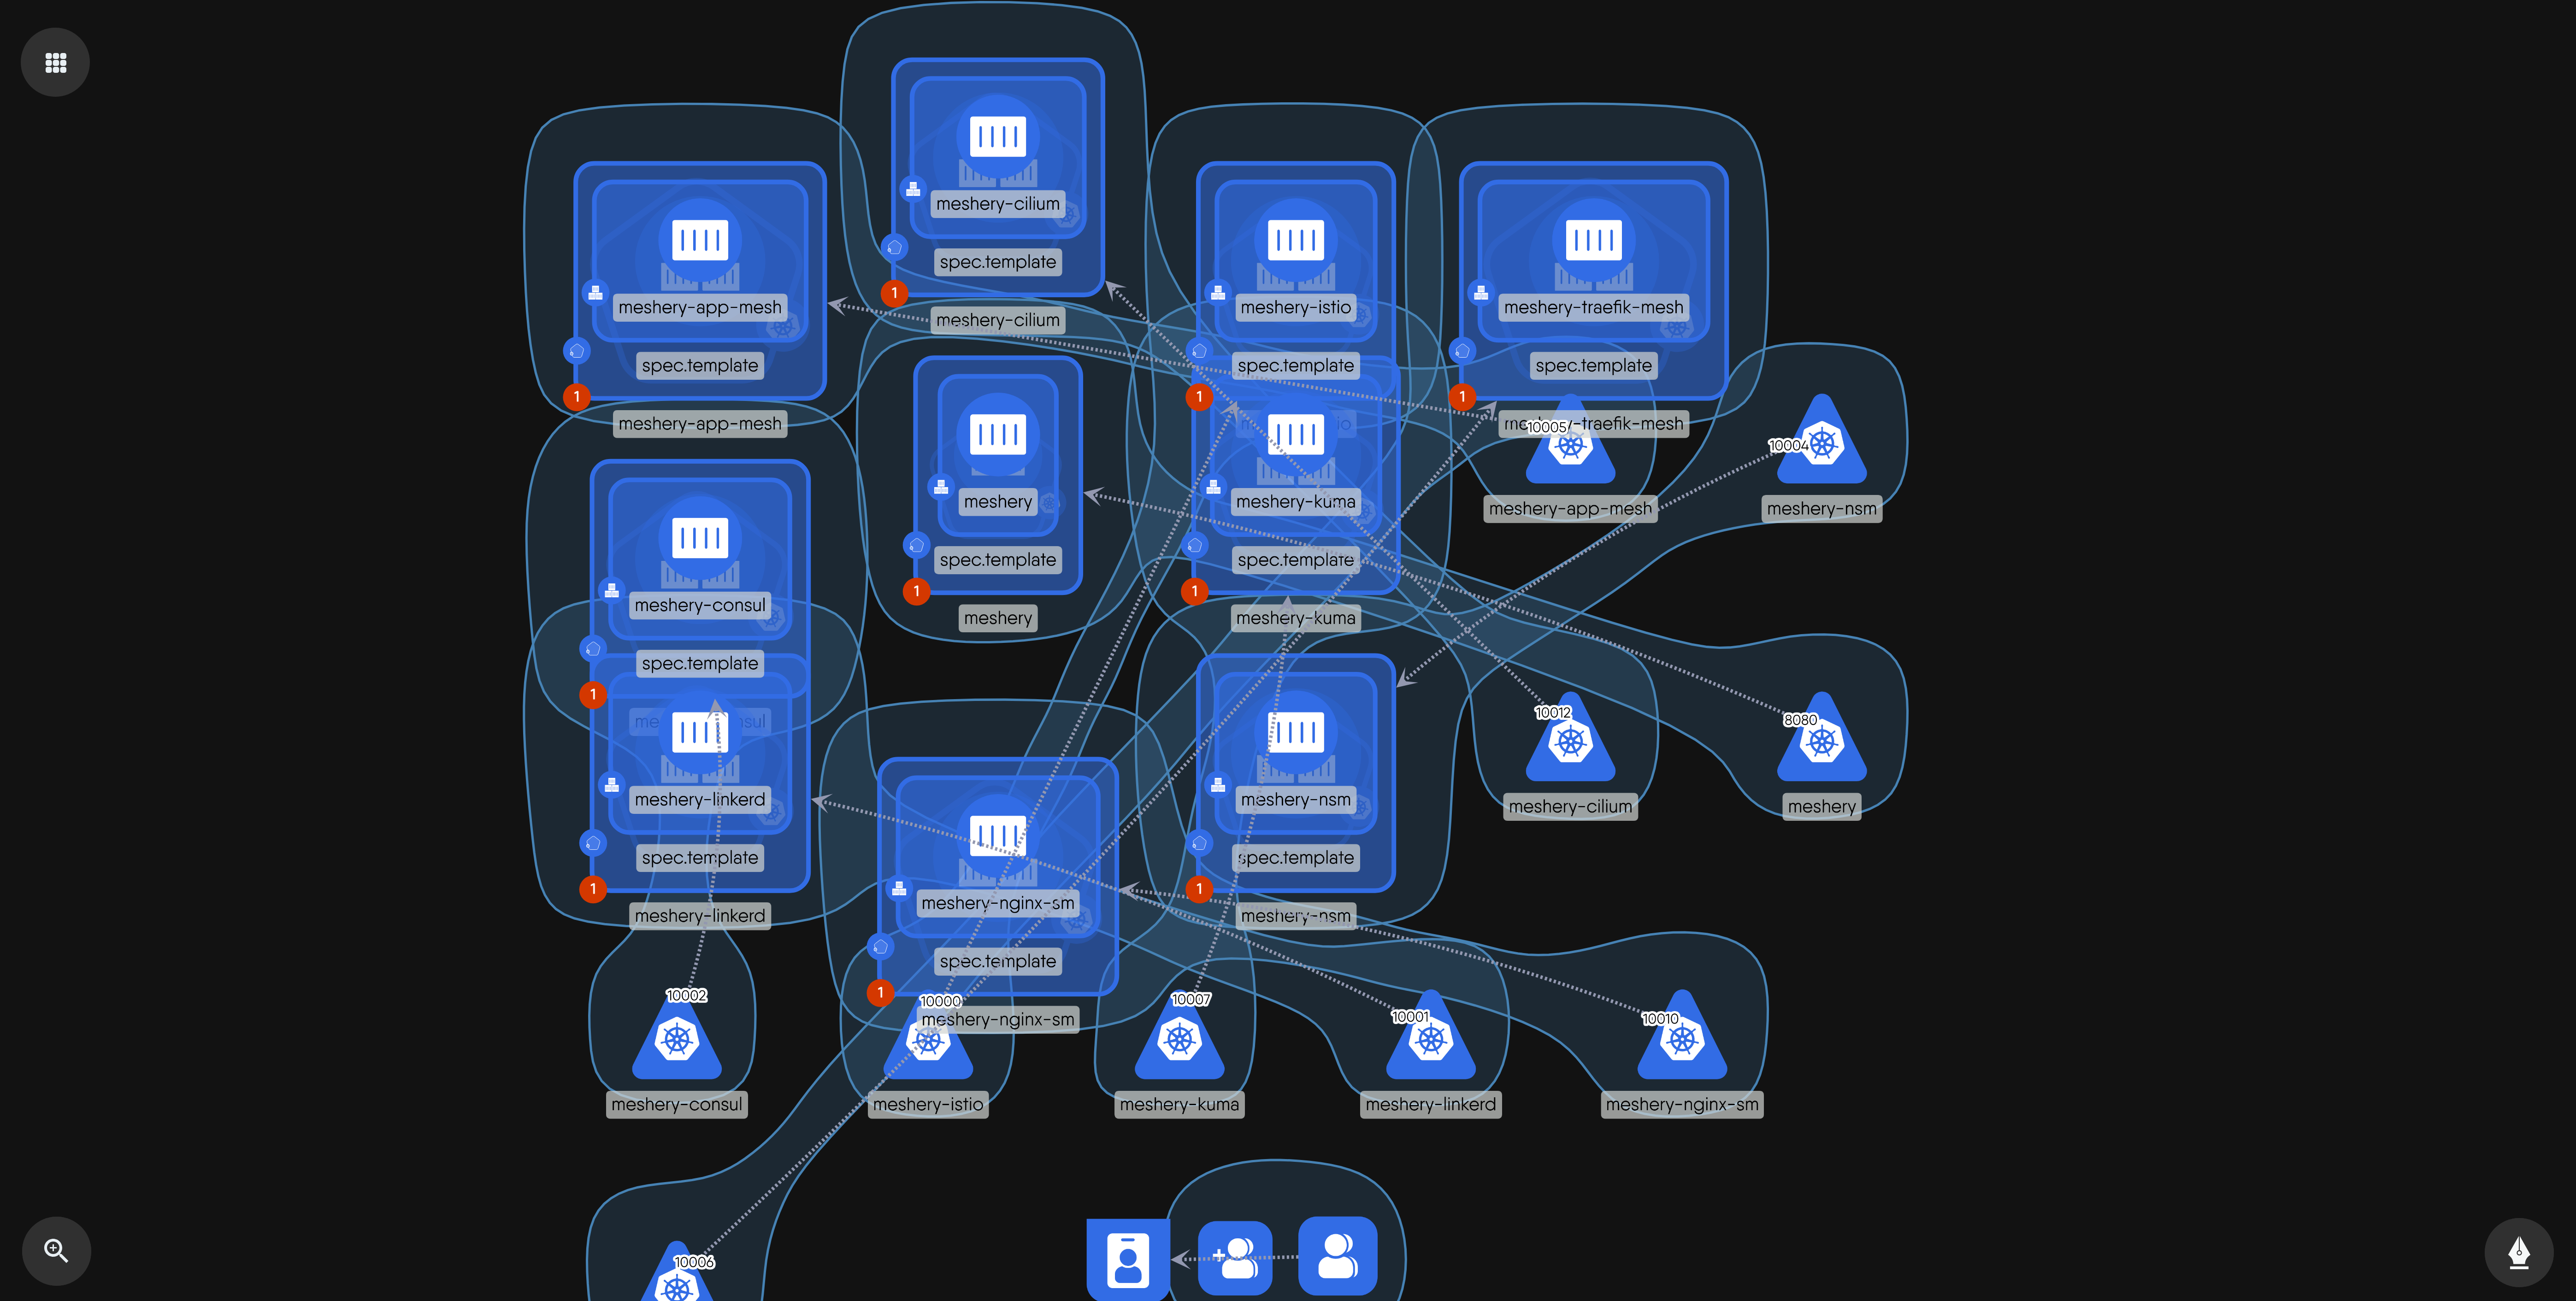 meshery-cilium
spec.template
1
meshery-cilium
meshery-app-mesh
spec.template
1
meshery-app-mesh
meshery-istio
spec.template
1
meshery-traefik-mesh
spec.template
1
-traefik-mesh
10005
meshery-app-mesh
10004
meshery-nsm
meshery
spec.template
1
meshery
meshery-kuma
spec.template
1
meshery-kuma
meshery-consul
spec.template
1
meshery-linkerd
spec.template
1
meshery-linkerd
meshery-nsm
spec.template
1
meshery-nsm
10012
meshery-cilium
8080
meshery
meshery-nginx-sm
spec.template
1
meshery-nginx-sm
10002
meshery-consul
10000
meshery-istio
10007
meshery-kuma
10001
meshery-linkerd
10010
meshery-nginx-sm
10006